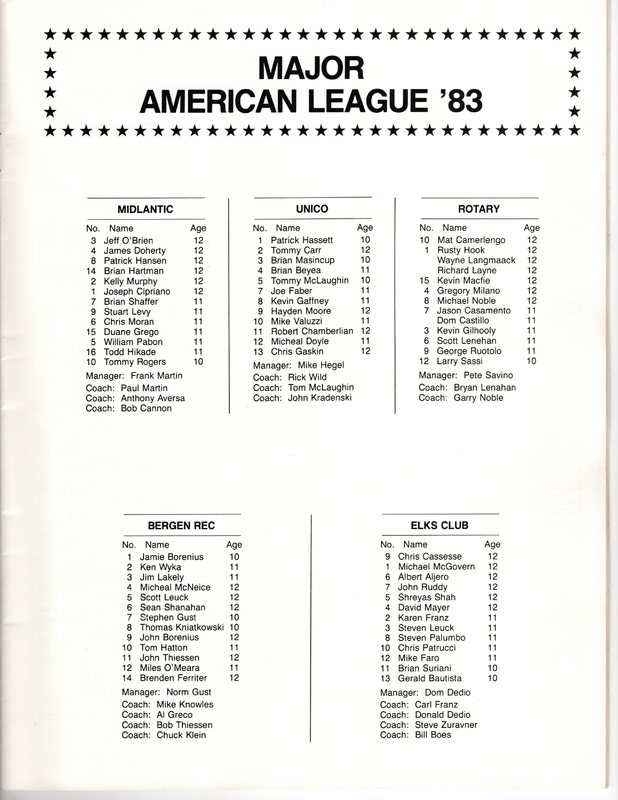 MAJOR
AMERICAN LEAGUE ’83
MIDLANTIC
No. Name Age
3 Jeff O’Brien 12
4 James Doherty 12
8 Patrick Hansen 12
14 Brian Hartman 12
2 Kelly Murphy 12
1 Joseph Cipriano 12
7 Brian Shaffer 11
9 Stuart Levy 11
6 Chris Moran 11
15 Duane Grego 11
5 William Pabon 11
16 Todd Hikade 11
10 Tommy Rogers 10
Manager: Frank Martin
Coach: Paul Martin
Coach: Anthony Aversa
Coach: Bob Cannon
UNICO
No. Name Age
1 Patrick Hassett 10
2 Tommy Carr 12
3 Brian Masincup 10
4 Brian Beyea 11
5 Tommy McLaughin 10
7 Joe Faber 11
8 Kevin Gaffney 11
9 Hayden Moore 12
10 Mike Valuzzi 11
11 Robert Chamberlian 12
12 Micheal Doyle 11
13 Chris Gaskin 12
Manager: Mike Hegel
Coach: Rick Wild
Coach: Tom McLaughin
Coach: John Kradenski
ROTARY
No. Name Age
10 Mat Camerlengo 12
1 Rusty Hook 12
Wayne Langmaack 12
Richard Layne 12
15 Kevin Macfie 12
4 Gregory Milano 12
8 Michael Noble 12
7 Jason Casamento 11
Dom Castillo 11
3 Kevin Gilhooly 11
6 Scott Lenehan 11
9 George Ruotolo 11
12 Larry Sassi 10
Manager: Pete Savino
Coach: Bryan Lenahan
Coach: Garry Noble
BERGEN REC
No. Name Age
1 Jamie Borenius 10
2 Ken Wyka 11
3 Jim Lakely 11
4 Micheal McNeice 12
5 Scott Leuck 12
6 Sean Shanahan 12
7 Stephen Gust 10
8 Thomas Kniatkowski 10
9 John Borenius 12
10 Tom Hatton 11
11 John Thiessen 12
12 Miles O’Meara 11
14 Brenden Ferriter 12
Manager: Norm Gust
Coach: Mike Knowles
Coach: Al Greco
Coach: Bob Thiessen
Coach: Chuck Klein
ELKS CLUB
No. Name Age
9 Chris Cassesse 12
1 Michael McGovern 12
6 Albert Aljero 12
7 John Ruddy 12
5 Shreyas Shah 12
4 David Mayer 12
2 Karen Franz 11
3 Steven Leuck 11
8 Steven Palumbo 11
10 Chris Patrucci 11
12 Mike Faro 11
11 Brian Suriani 10
13 Gerald Bautista 10
Manager: Dom Dedio
Coach: Carl Franz
Coach: Donald Dedio
Coach: Steve Zuravner
Coach: Bill Boes